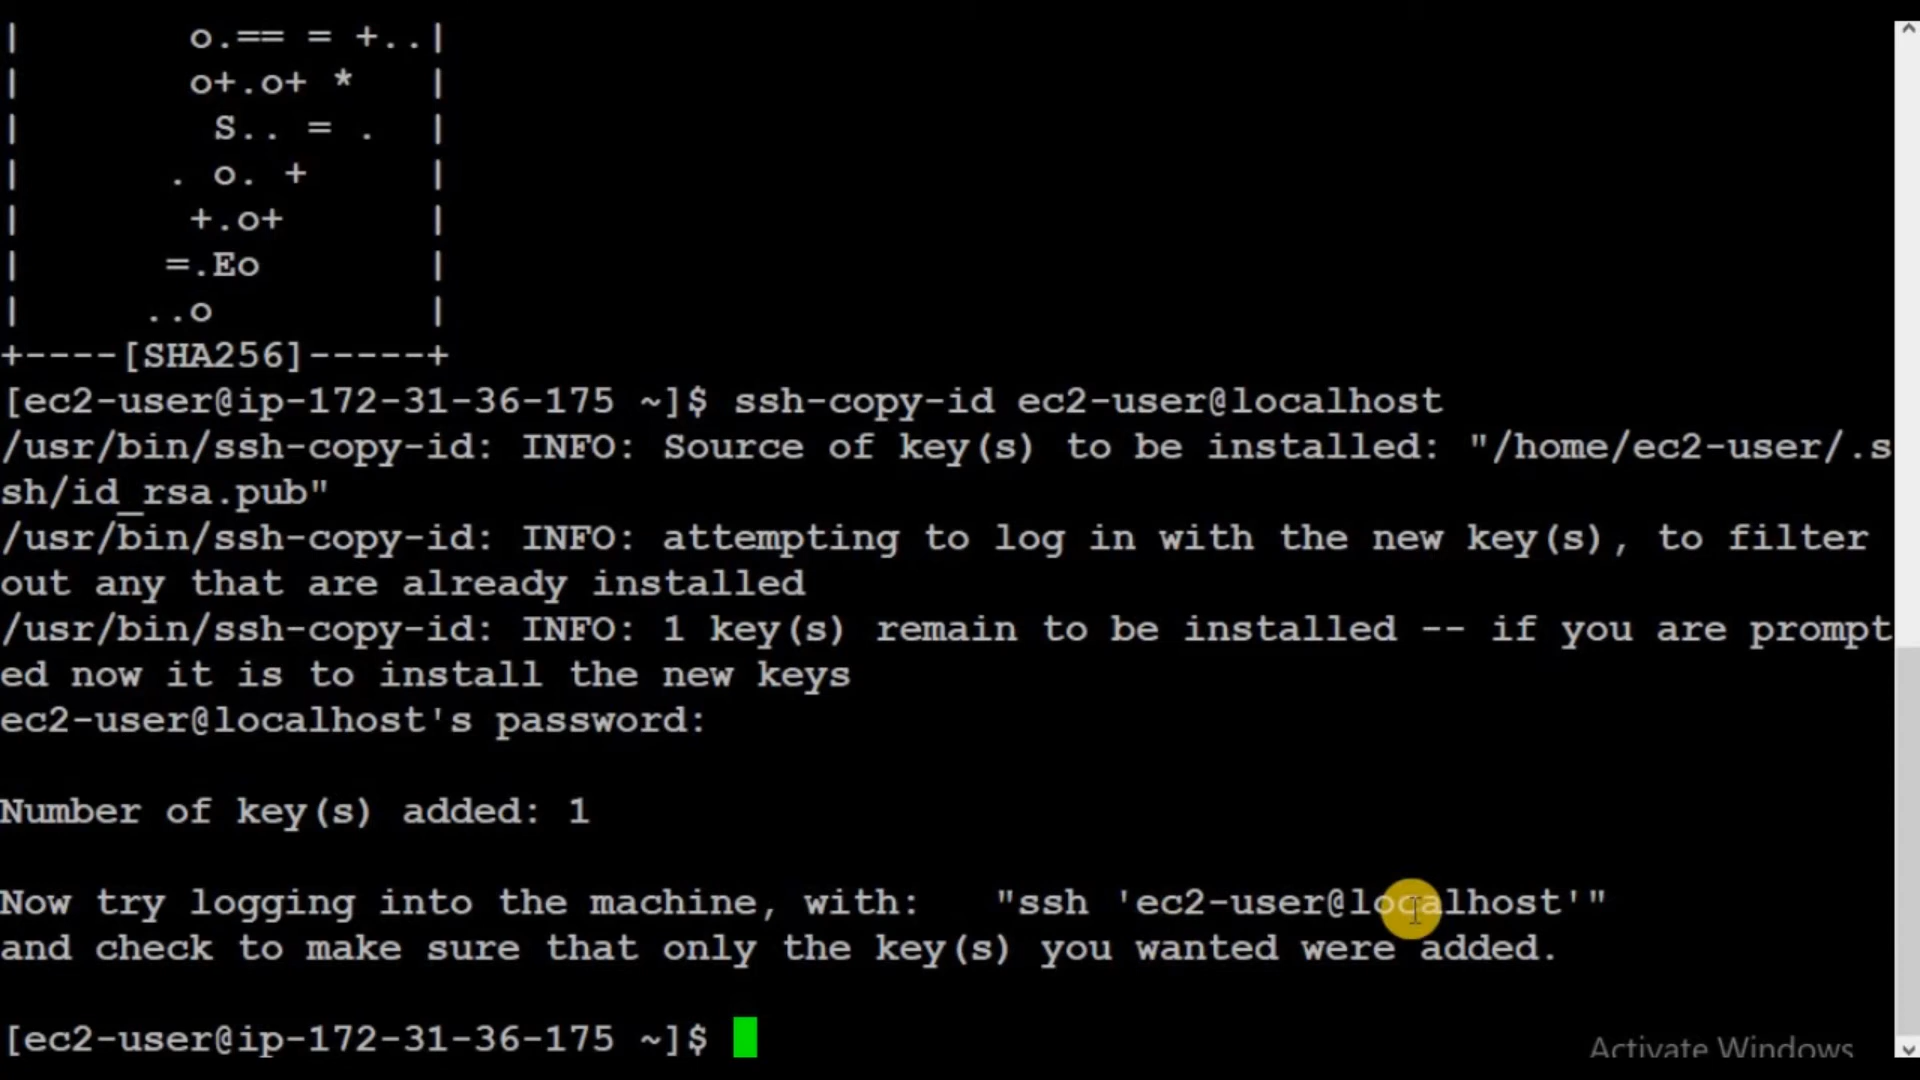 |       o.== = +..|
|       o+.o+ *   |
|        S.. = .  |
|      . o. +     |
|       +.o+      |
|      =.Eo       |
|     ..o         |
+----[SHA256]-----+
[ec2-user@ip-172-31-36-175 ~]$ ssh-copy-id ec2-user@localhost
/usr/bin/ssh-copy-id: INFO: Source of key(s) to be installed: "/home/ec2-user/.s
sh/id_rsa.pub"
/usr/bin/ssh-copy-id: INFO: attempting to log in with the new key(s), to filter
out any that are already installed
/usr/bin/ssh-copy-id: INFO: 1 key(s) remain to be installed -- if you are prompt
ed now it is to install the new keys
ec2-user@localhost's password:
Number of key(s) added: 1
Now try logging into the machine, with:   "ssh 'ec2-user@localhost'"
and check to make sure that only the key(s) you wanted were added.
[ec2-user@ip-172-31-36-175 ~]$
Activate Windows